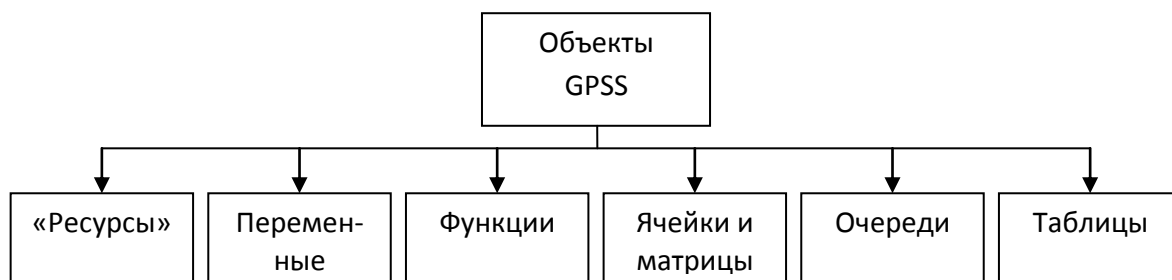 Объекты
GPSS
«Ресурсы»
Перемен-
ные
Функции
Ячейки и
матрицы
Очереди
Таблицы